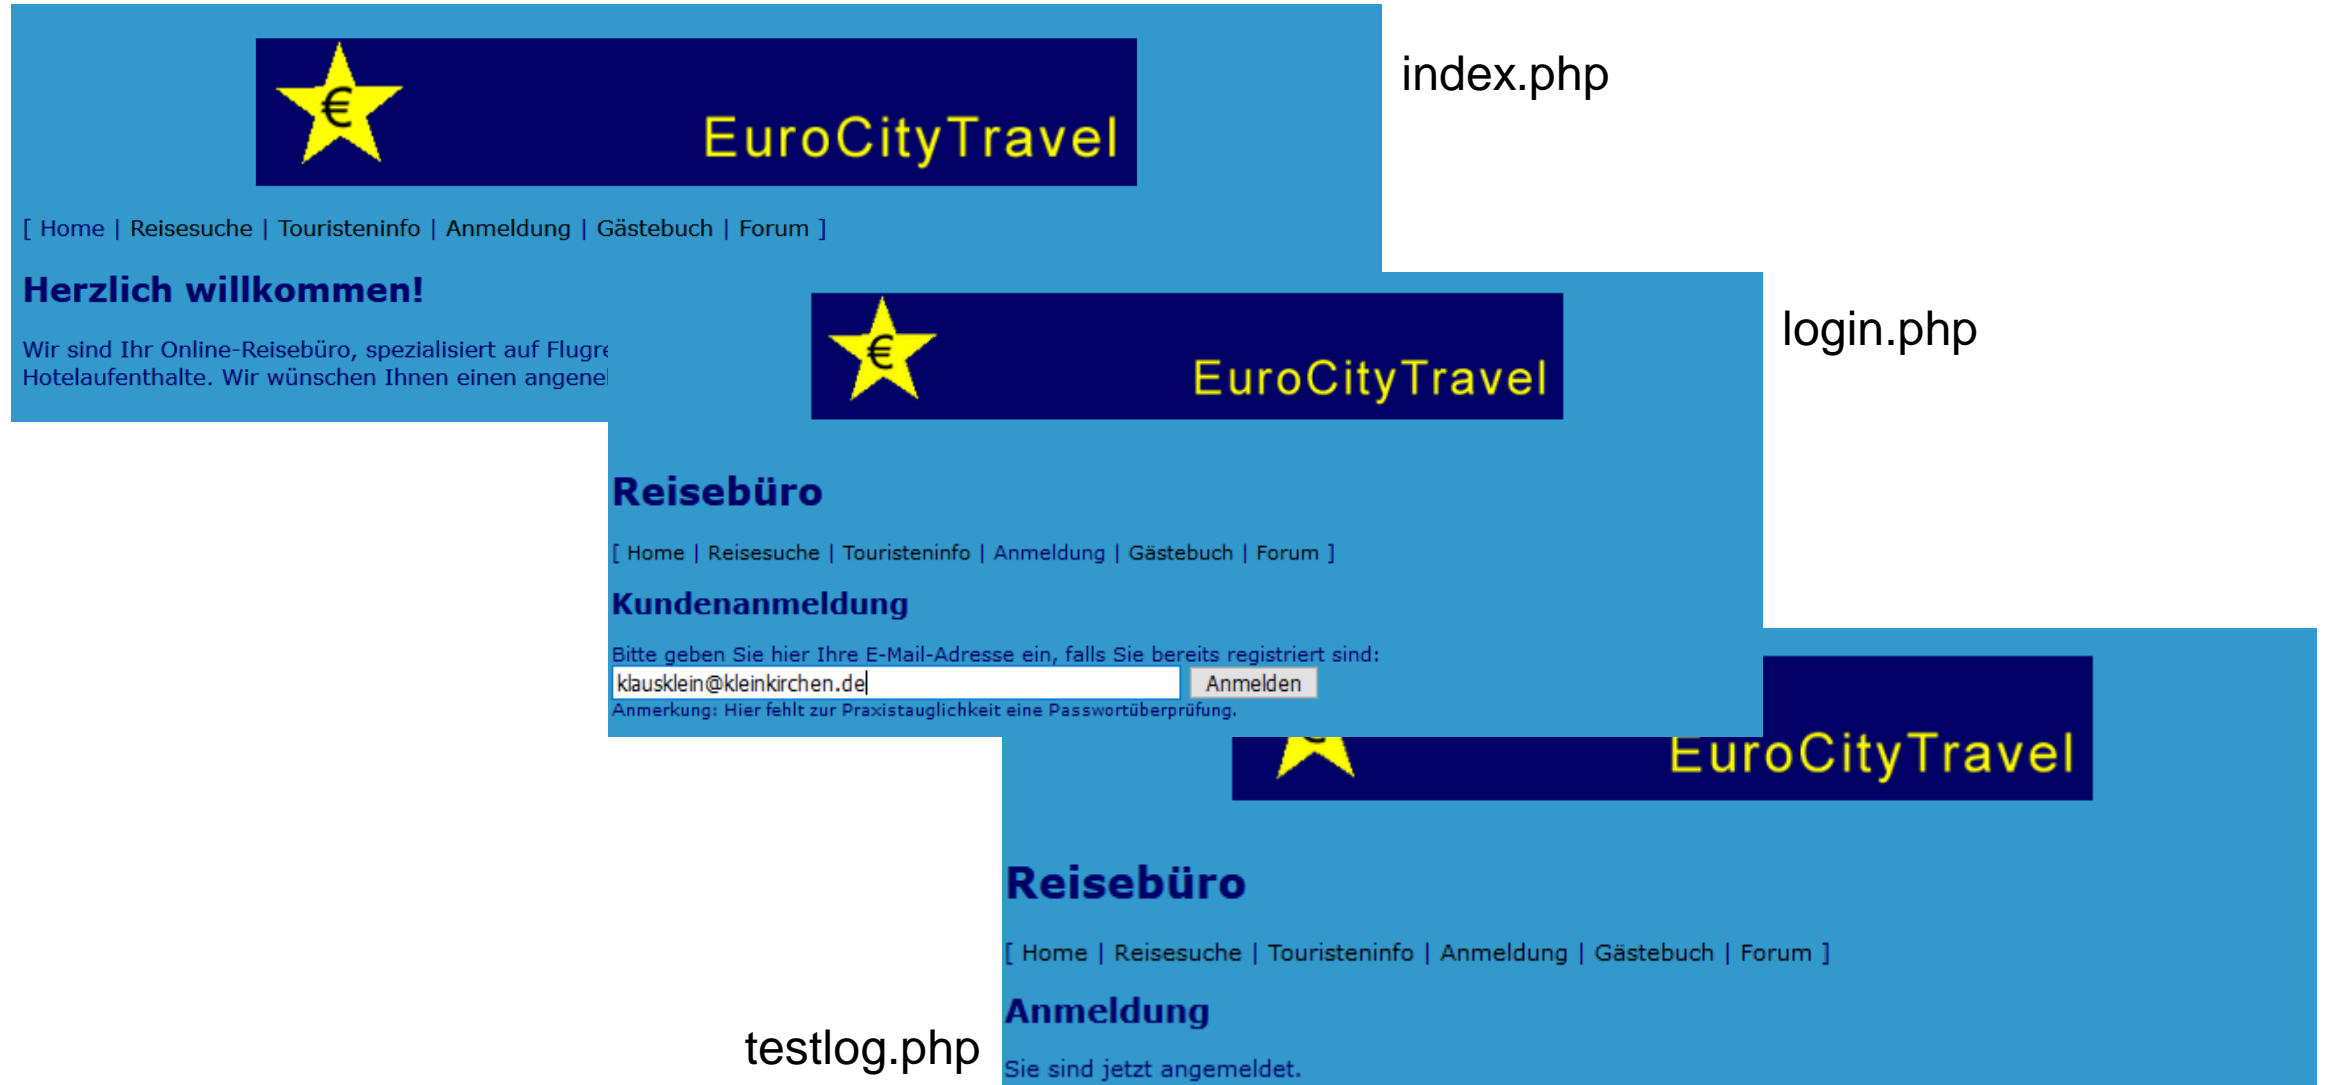 €
EuroCityTravel
index.php
[ Home | Reisesuche | Touristeninfo | Anmeldung | Gästebuch | Forum ]
Herzlich willkommen!
Wir sind Ihr Online-Reisebüro, spezialisiert auf
Hotelaufenthalte. Wir wünschen Ihnen einen
€
EuroCityTravel
login.php
Reisebüro
[ Home | Reisesuche | Touristeninfo | Anmeldung | Gästebuch | Forum ]
Kundenanmeldung
Bitte geben Sie hier Ihre E-Mail-Adresse ein, falls Sie bereits registriert sind:
klausklein@kleinkirchen.de Anmelden
Anmerkung: Hier fehlt zur Praxistauglichkeit eine Passwortüberprüfung.
EuroCityTravel
Reisebüro
[ Home | Reisesuche | Touristeninfo | Anmeldung | Gästebuch | Forum ]
Anmeldung
Sie sind jetzt angemeldet.
testlog.php